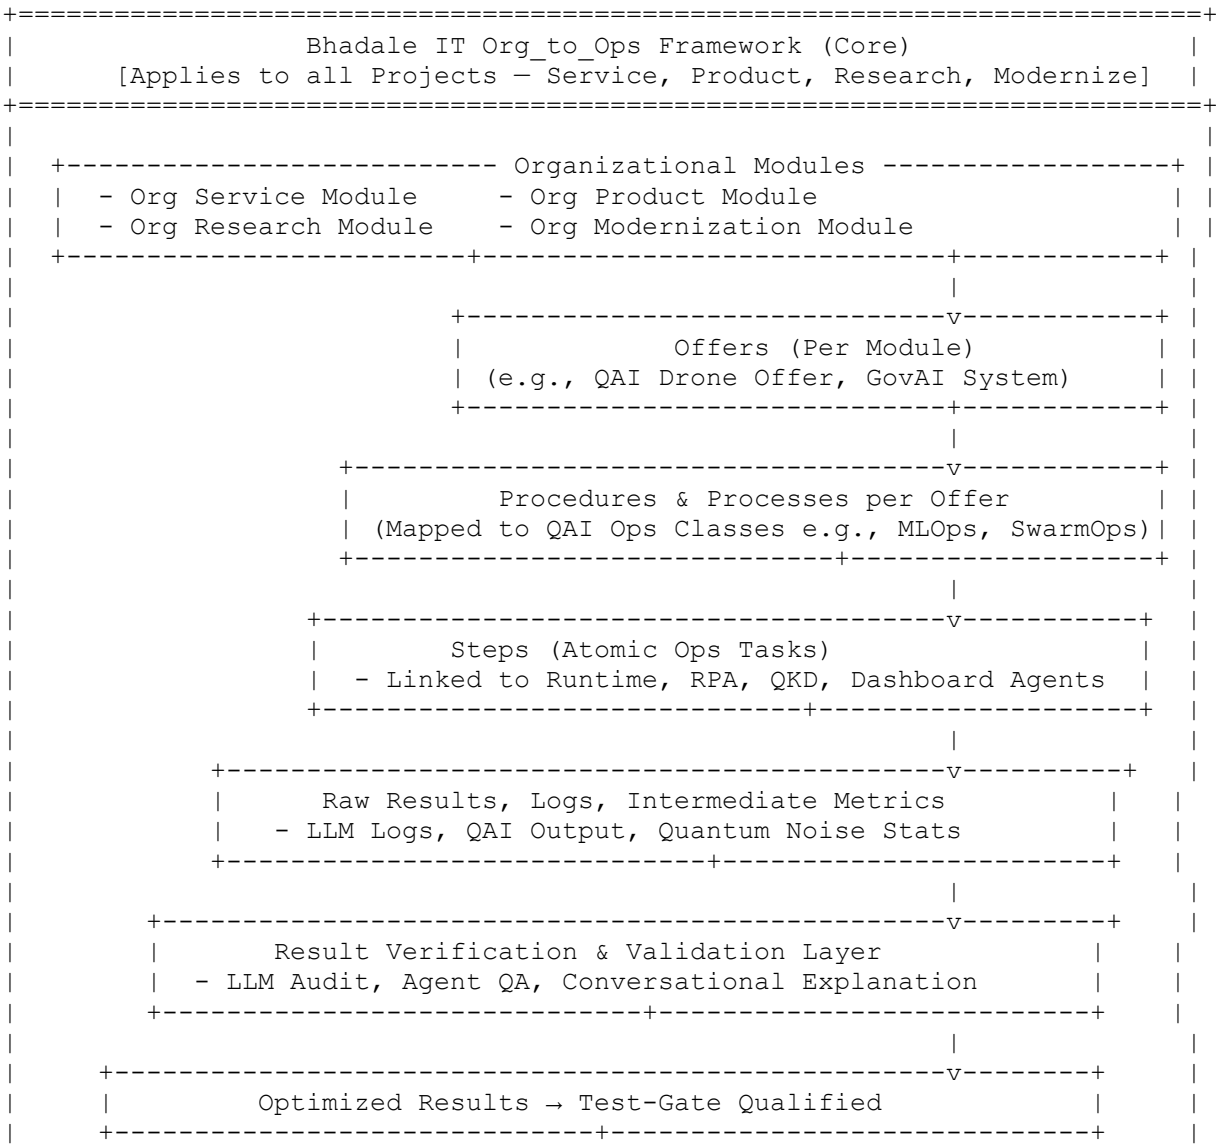 Bhadale IT Org_to_Ops Framework (Core)
[Applies to all Projects — Service, Product, Research, Modernize]
Organizational Modules
- Org Service Module - Org Product Module
- Org Research Module - Org Modernization Module
Offers (Per Module)
(e.g., QAI Drone Offer, GovAI System)
Procedures & Processes per Offer
(Mapped to QAI Ops Classes e.g., MLOps, SwarmOps)
Steps (Atomic Ops Tasks)
- Linked to Runtime, RPA, QKD, Dashboard Agents
Raw Results, Logs, Intermediate Metrics
- LLM Logs, QAI Output, Quantum Noise Stats
Result Verification & Validation Layer
- LLM Audit, Agent QA, Conversational Explanation
Optimized Results → Test-Gate Qualified